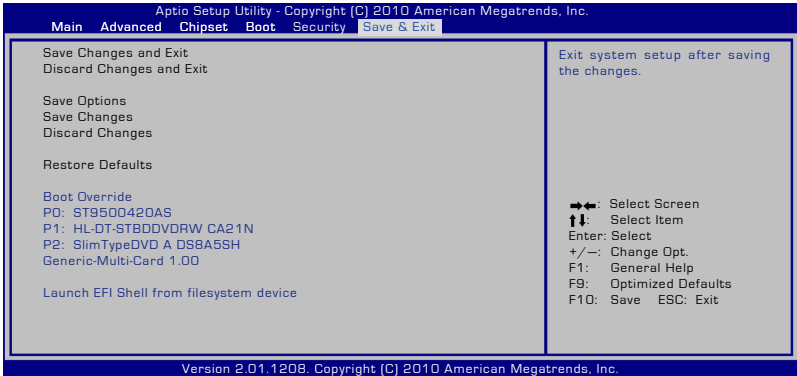 Aptio Setup Utility - Copyright (C) 2010 American Megatrends, Inc.
Main Advanced Chipset Boot Security Save & Exit
Save Changes and Exit
Discard Changes and Exit
Save Options
Save Changes
Discard Changes
Restore Defaults
Boot Override
P0: ST9500420AS
P1: HL-DT-STBDDVDRW CA21N
P2: SlimTypeDVD A DS8A5SH
Generic-Multi-Card 1.00
Launch EFI Shell from filesystem device
Exit system setup after saving
the changes.
→←: Select Screen
↑↓: Select Item
Enter: Select
+/—: Change Opt.
F1: General Help
F9: Optimized Defaults
F10: Save ESC: Exit
Version 2.01.1208. Copyright (C) 2010 American Megatrends, Inc.